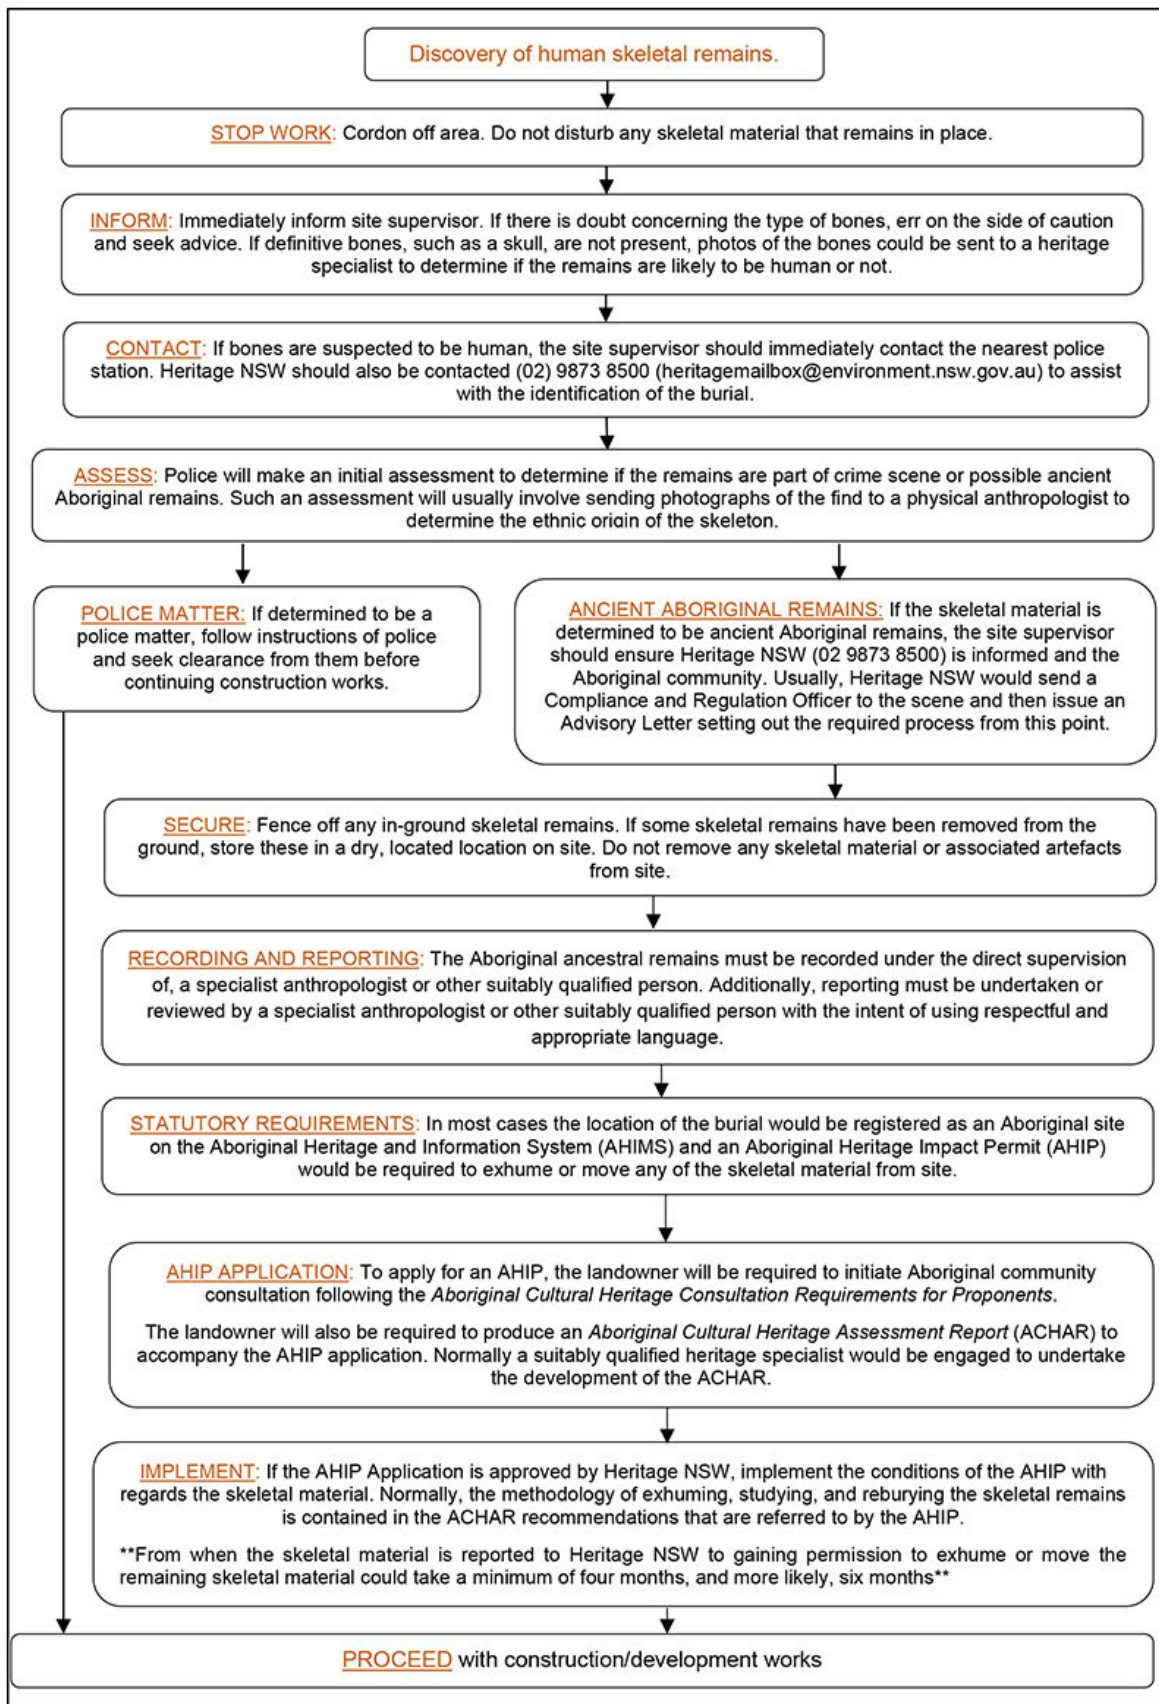 Discovery of human skeletal remains.
STOP WORK: Cordon off area. Do not disturb any skeletal material that remains in place.
INFORM: Immediately inform site supervisor. If there is doubt concerning the type of bones, err on the side of caution
and seek advice. If definitive bones, such as a skull, are not present, photos of the bones could be sent to a heritage
specialist to determine if the remains are likely to be human or not.
CONTACT: If bones are suspected to be human, the site supervisor should immediately contact the nearest police
station. Heritage NSW should also be contacted (02) 9873 8500 (heritagemailbox@environment.nsw.gov.au) to assist
with the identification of the burial.
ASSESS: Police will make an initial assessment to determine if the remains are part of crime scene or possible ancient
Aboriginal remains. Such an assessment will usually involve sending photographs of the find to a physical anthropologist to
determine the ethnic origin of the skeleton.
POLICE MATTER: If determined to be a
police matter, follow instructions of police
and seek clearance from them before
continuing construction works.
ANCIENT ABORIGINAL REMAINS: If the skeletal material is
determined to be ancient Aboriginal remains, the site supervisor
should ensure Heritage NSW (02 9873 8500) is informed and the
Aboriginal community. Usually, Heritage NSW would send a
Compliance and Regulation Officer to the scene and then issue an
Advisory Letter setting out the required process from this point.
SECURE: Fence off any in-ground skeletal remains. If some skeletal remains have been removed from the
ground, store these in a dry, located location on site. Do not remove any skeletal material or associated artefacts
from site.
RECORDING AND REPORTING: The Aboriginal ancestral remains must be recorded under the direct supervision
of, a specialist anthropologist or other suitably qualified person. Additionally, reporting must be undertaken or
reviewed by a specialist anthropologist or other suitably qualified person with the intent of using respectful and
appropriate language.
STATUTORY REQUIREMENTS: In most cases the location of the burial would be registered as an Aboriginal site
on the Aboriginal Heritage and Information System (AHIMS) and an Aboriginal Heritage Impact Permit (AHIP)
would be required to exhume or move any of the skeletal material from site.
AHIP APPLICATION: To apply for an AHIP, the landowner will be required to initiate Aboriginal community
consultation following the Aboriginal Cultural Heritage Consultation Requirements for Proponents.
The landowner will also be required to produce an Aboriginal Cultural Heritage Assessment Report (ACHAR) to
accompany the AHIP application. Normally a suitably qualified heritage specialist would be engaged to undertake
the development of the ACHAR.
IMPLEMENT: If the AHIP Application is approved by Heritage NSW, implement the conditions of the AHIP with
regards the skeletal material. Normally, the methodology of exhuming, studying, and reburying the skeletal remains
is contained in the ACHAR recommendations that are referred to by the AHIP.
**From when the skeletal material is reported to Heritage NSW to gaining permission to exhume or move the
remaining skeletal material could take a minimum of four months, and more likely, six months**
PROCEED with construction/development works